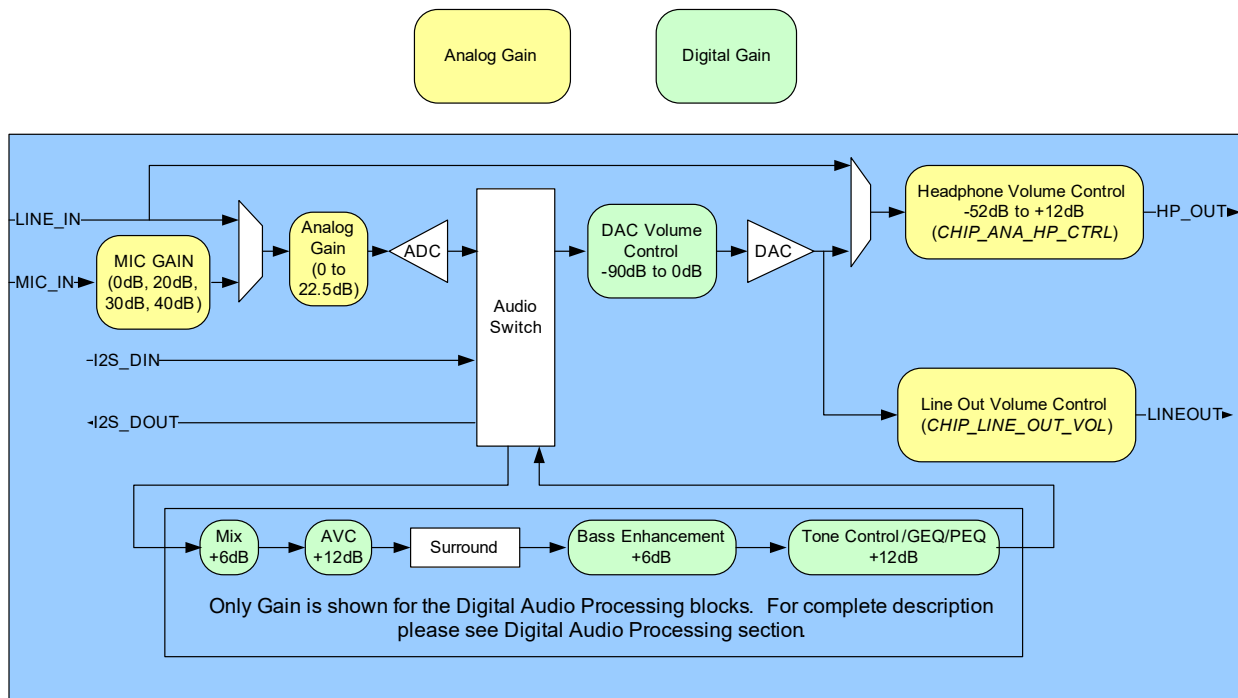 Analog Gain
Digital Gain
LINE_IN
MIC_IN
MIC GAIN
(0dB, 20dB,
30dB, 40dB)
Analog
Gain
(0 to
22.5dB)
ADC
Audio
Switch
DAC Volume
Control
-90dB to 0dB
DAC
Headphone Volume Control
-52dB to +12dB
(CHIP_ANA_HP_CTRL)
HP_OUT
I2S_DIN
I2S_DOUT
Line Out Volume Control
(CHIP_LINE_OUT_VOL)
LINEOUT
Mix
+6dB
AVC
+12dB
Surround
Bass Enhancement
+6dB
Tone Control/GEQ/PEQ
+12dB
Only Gain is shown for the Digital Audio Processing blocks. For complete description
please see Digital Audio Processing section.